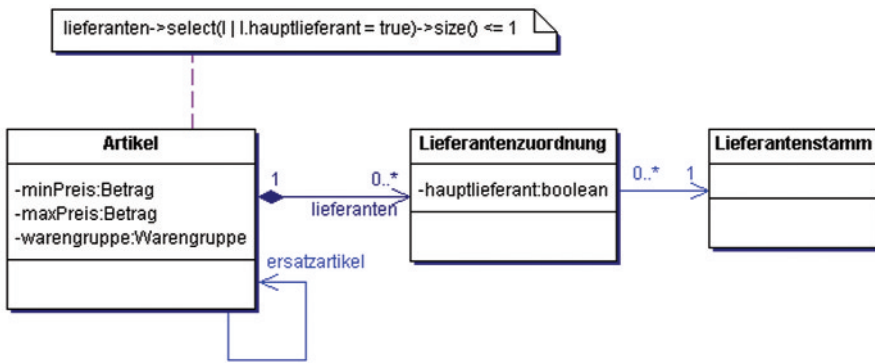 lieferanten->select(l | l.hauptlieferant = true)->size() <= 1
Artikel
-minPreis:Betrag
-maxPreis:Betrag
-warengruppe:Warengruppe
1
0..*
lieferanten
Lieferantenzuordnung
-hauptlieferant:boolean
0..*
1
Lieferantenstamm
ersatzartikel